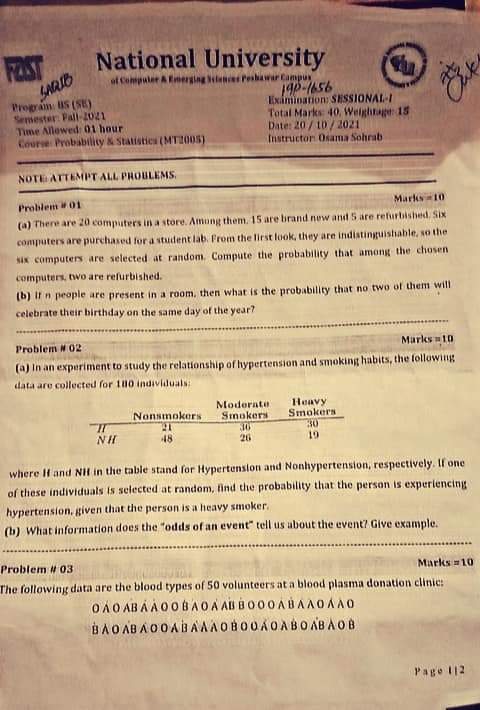 FAST
National University
of Computer & Emerging Sciences Peshawar Campus
SAQIB
19P-1656
Program: BS (SE)
Examination: SESSIONAL-I
Semester: Fall-2021
Total Marks: 40, Weightage: 15
Time Allowed: 01 hour
Date: 20 / 10 / 2021
Course: Probability & Statistics (MT2005)
Instructor: Osama Sohrab
NOTE: ATTEMPT ALL PROBLEMS.
Problem # 01
Marks =10
(a) There are 20 computers in a store. Among them, 15 are brand new and 5 are refurbished. Six
computers are purchased for a student lab. From the first look, they are indistinguishable, so the
six computers are selected at random. Compute the probability that among the chosen
computers, two are refurbished.
(b) If n people are present in a room, then what is the probability that no two of them will
celebrate their birthday on the same day of the year?
Problem # 02
Marks =10
(a) In an experiment to study the relationship of hypertension and smoking habits, the following
data are collected for 180 individuals:
Nonsmokers Moderate Smokers Heavy Smokers
H 21 36 30
NH 48 26 19
where H and NH in the table stand for Hypertension and Nonhypertension, respectively. If one
of these individuals is selected at random, find the probability that the person is experiencing
hypertension, given that the person is a heavy smoker.
(b) What information does the "odds of an event" tell us about the event? Give example.
Problem # 03
Marks =10
The following data are the blood types of 50 volunteers at a blood plasma donation clinic:
O A O AB A A O O B A O A AB B O O O A B A A O A A O
B A O AB A O O A B A A A O B O O A O A B O AB A O B
Page 1|2